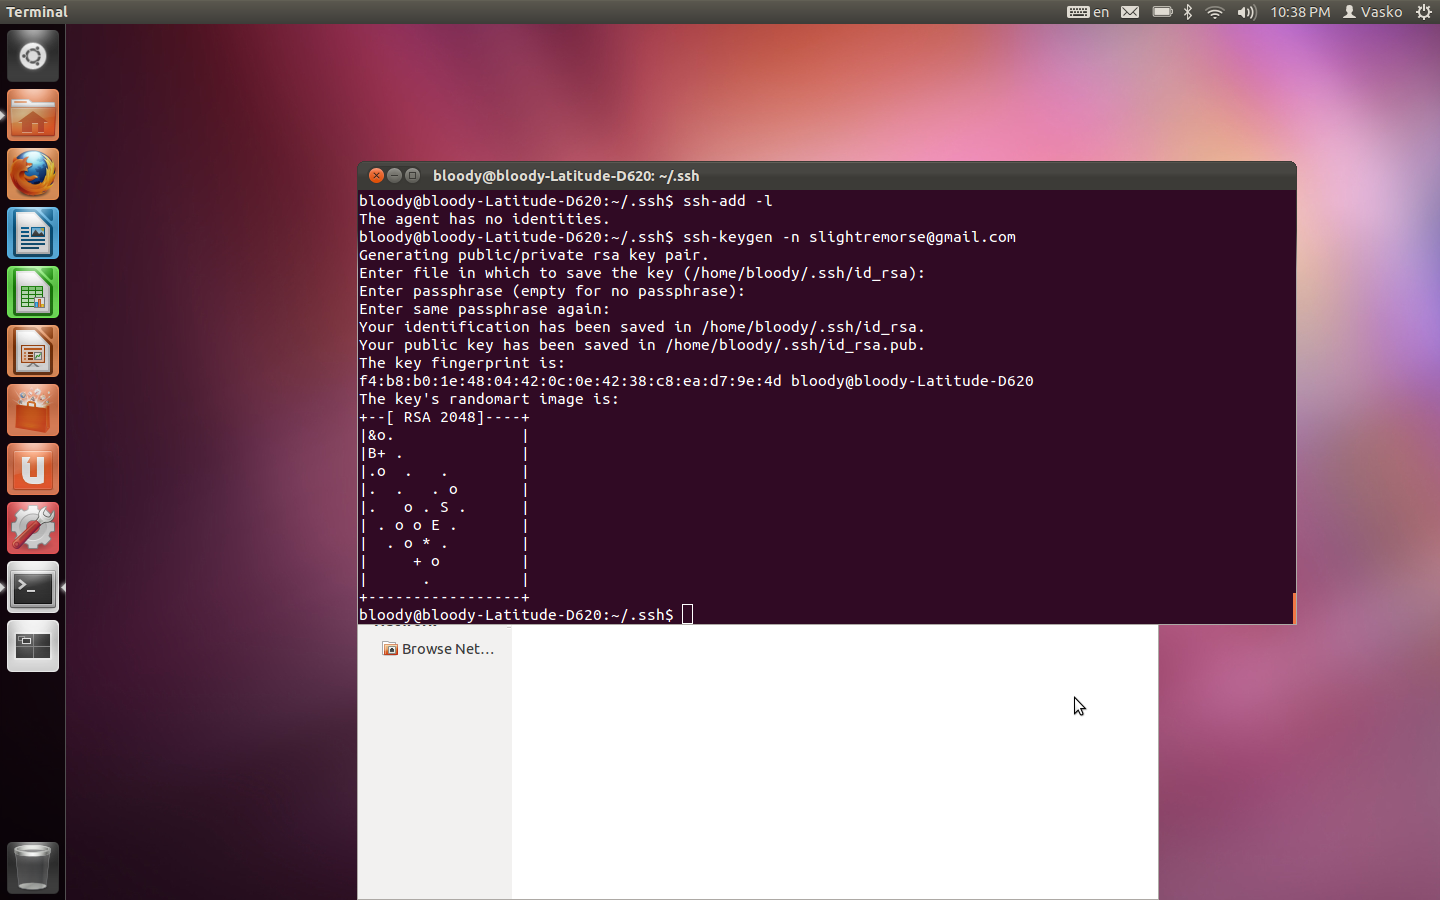 Terminal
en
10:38 PM
Vasko
bloody@bloody-Latitude-D620: ~/.ssh
bloody@bloody-Latitude-D620:~/.ssh$ ssh-add -l
The agent has no identities.
bloody@bloody-Latitude-D620:~/.ssh$ ssh-keygen -n slightremorse@gmail.com
Generating public/private rsa key pair.
Enter file in which to save the key (/home/bloody/.ssh/id_rsa):
Enter passphrase (empty for no passphrase):
Enter same passphrase again:
Your identification has been saved in /home/bloody/.ssh/id_rsa.
Your public key has been saved in /home/bloody/.ssh/id_rsa.pub.
The key fingerprint is:
f4:b8:b0:1e:48:04:42:0c:0e:42:38:c8:ea:d7:9e:4d bloody@bloody-Latitude-D620
The key's randomart image is:
+--[ RSA 2048]----+
|&o.              |
|B+ .             |
|.o  .   .        |
|.  .   . o       |
|.   o . S .      |
| . o o E .       |
|  . o * .        |
|     + o         |
|      .          |
+-----------------+
bloody@bloody-Latitude-D620:~/.ssh$
Browse Net...